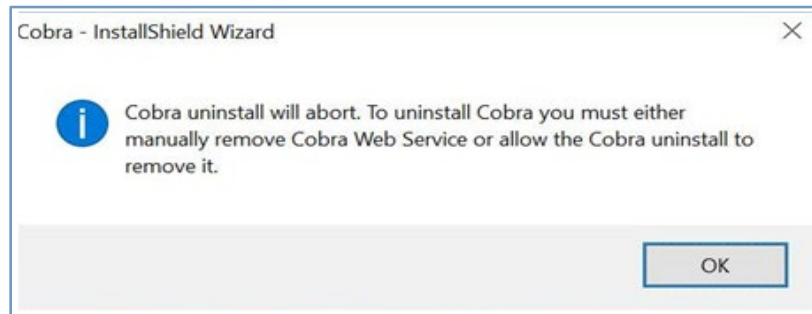 Cobra - InstallShield Wizard
Cobra uninstall will abort. To uninstall Cobra you must either
manually remove Cobra Web Service or allow the Cobra uninstall to
remove it.
OK